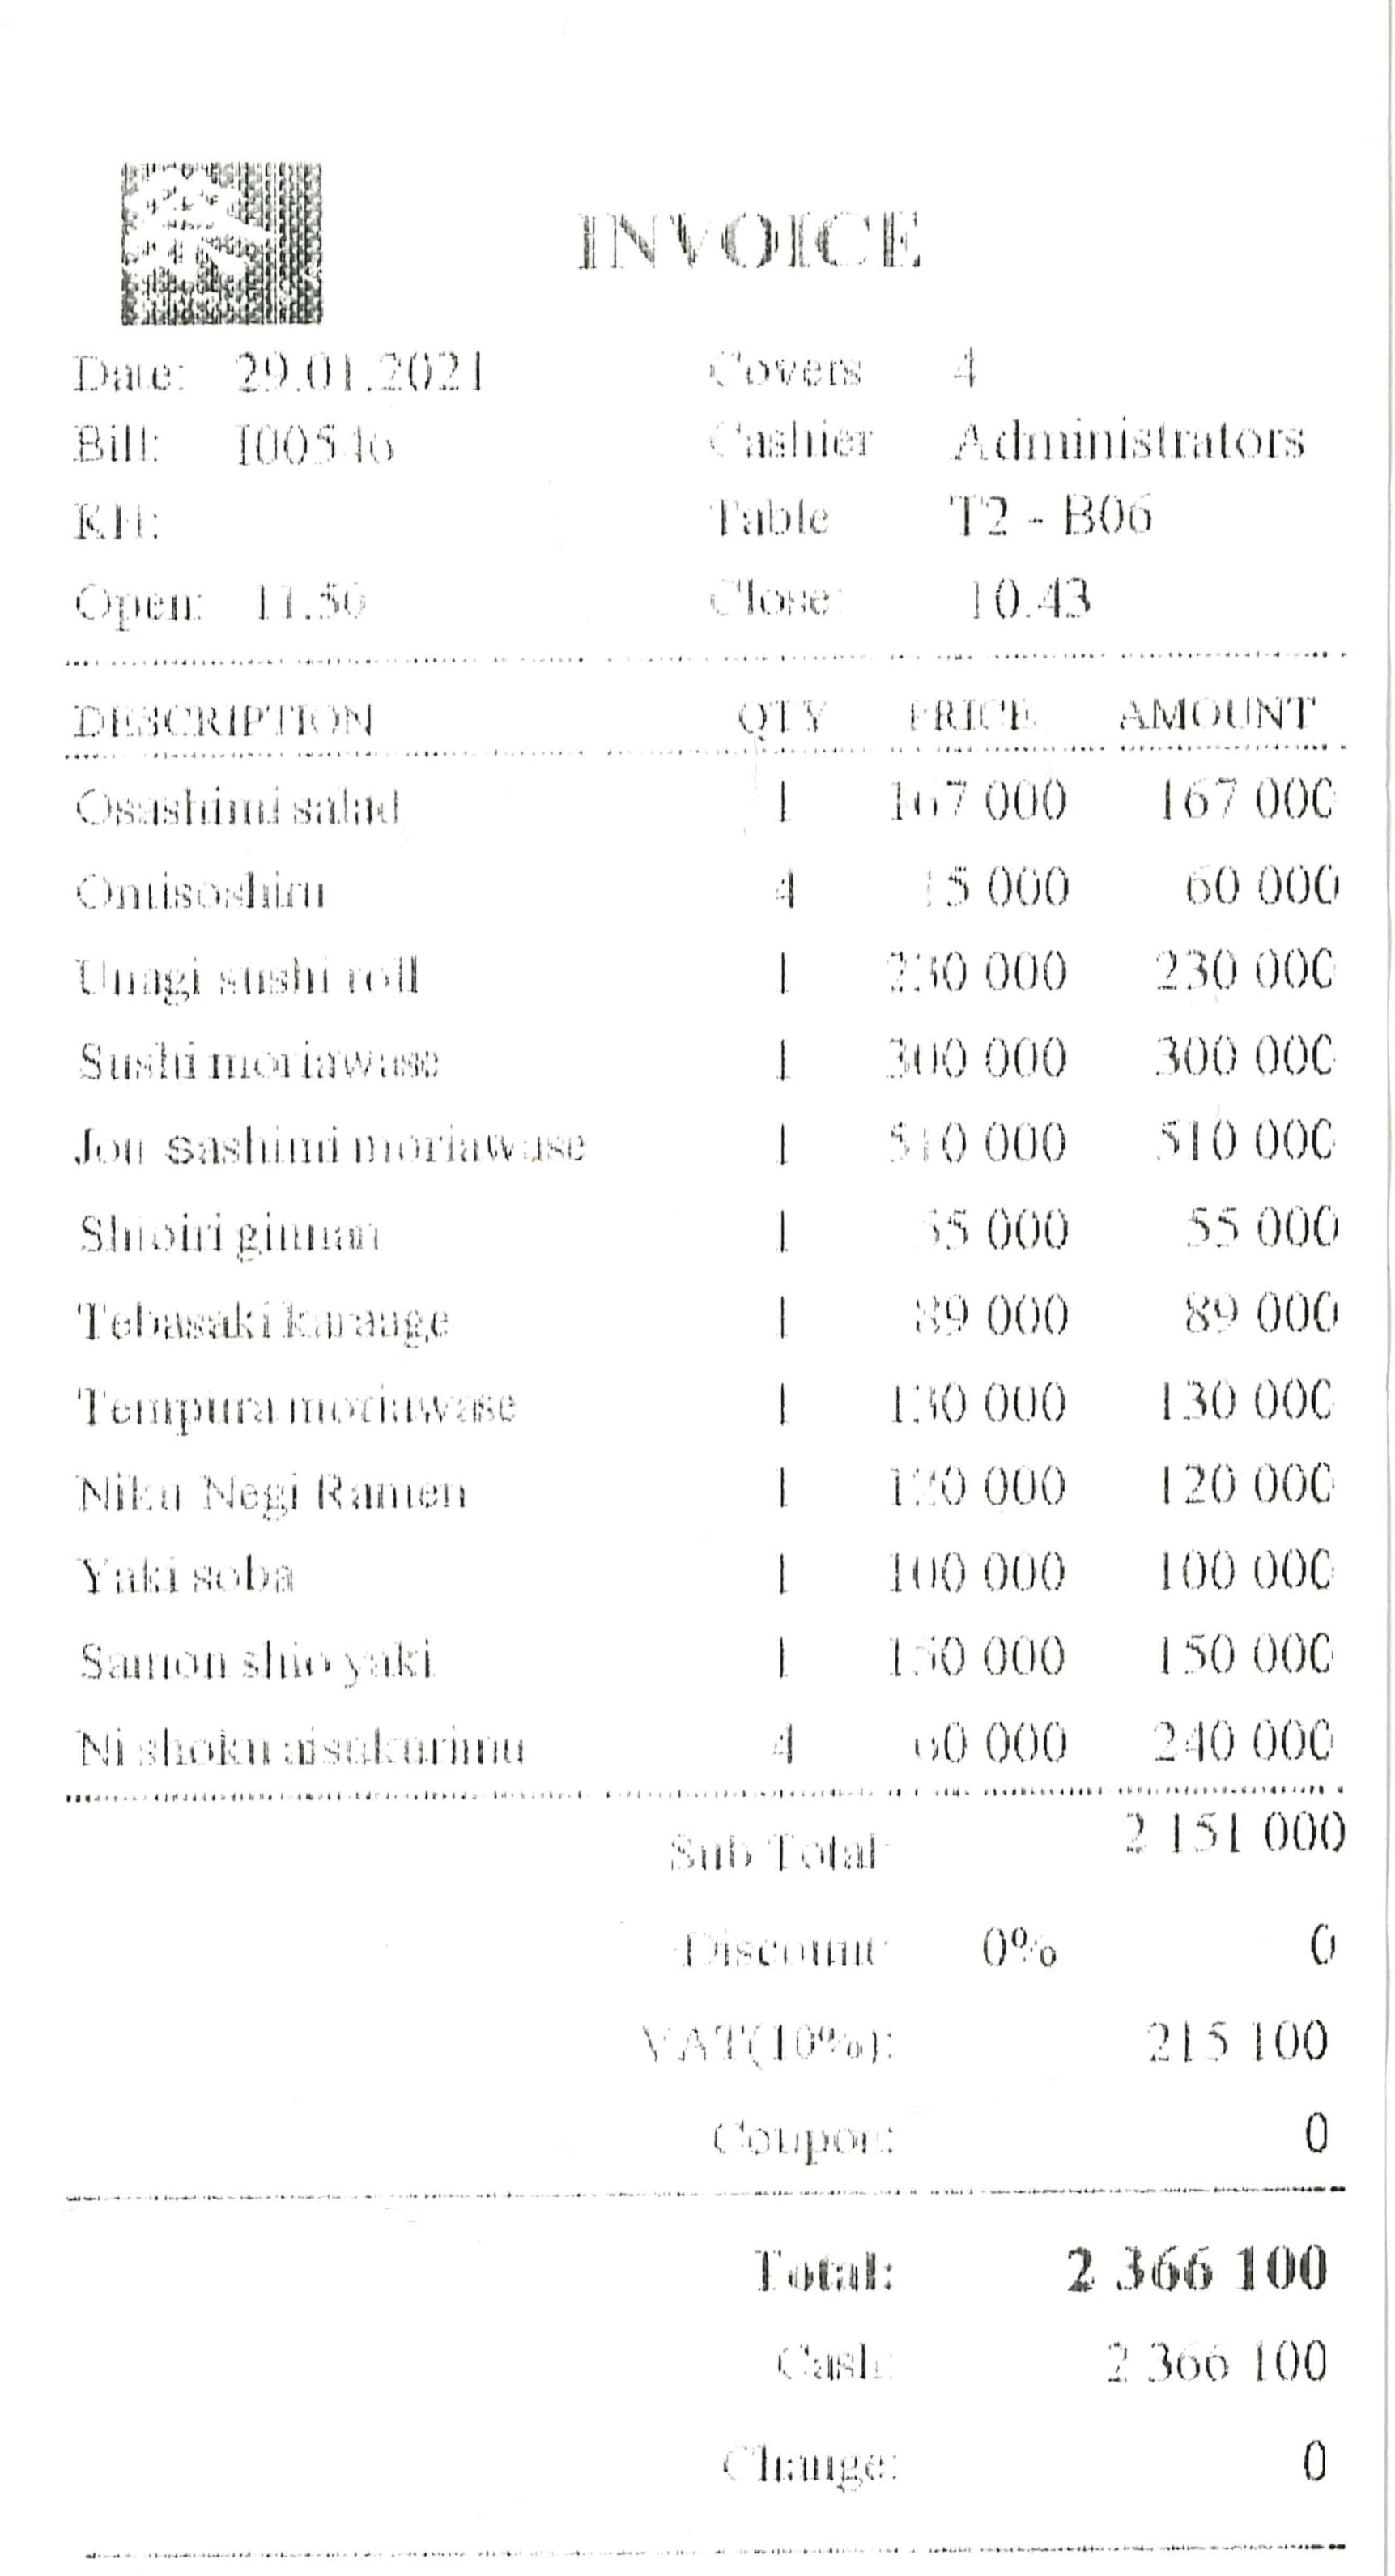 INVOICE
Date: 29.01.2021 Covers 4
Bill: I00546 Cashier Administrators
KH: Table T2 - B06
Open: 11.50 Close: 10.43
DESCRIPTION QTY PRICE AMOUNT
Osashimi salad 1 167 000 167 000
Omisoshiru 4 15 000 60 000
Unagi sushi roll 1 230 000 230 000
Sushi moriawase 1 300 000 300 000
Jou sashimi moriawase 1 510 000 510 000
Shioiri ginnan 1 55 000 55 000
Tebasaki karaage 1 89 000 89 000
Tempura moriawase 1 130 000 130 000
Niku Negi Ramen 1 120 000 120 000
Yaki soba 1 100 000 100 000
Samon shio yaki 1 150 000 150 000
Ni shoku aisukurimu 4 60 000 240 000
Sub Total: 2 151 000
Discount: 0% 0
VAT(10%): 215 100
Coupon: 0
Total: 2 366 100
Cash: 2 366 100
Change: 0